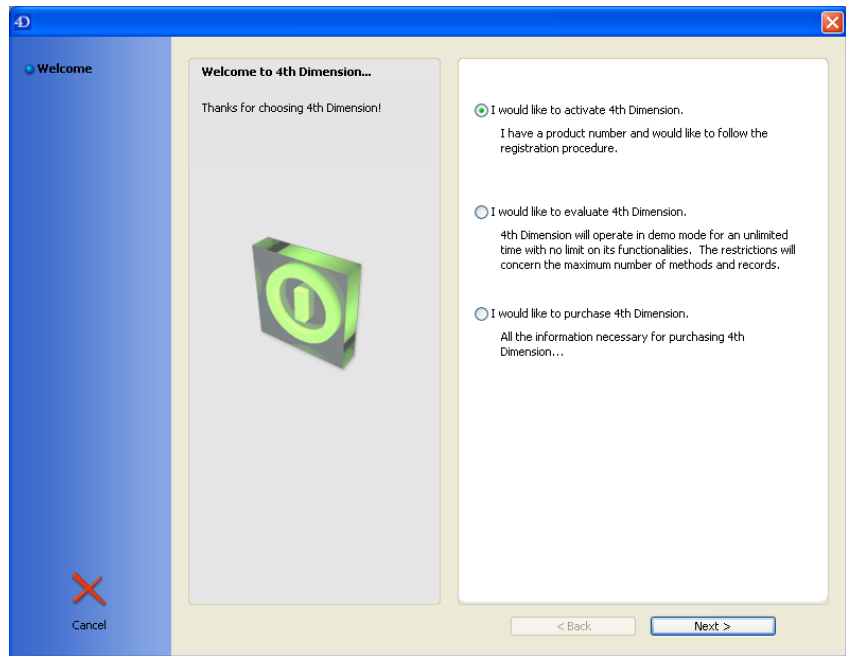 4D
Welcome
Welcome to 4th Dimension...
Thanks for choosing 4th Dimension!
I would like to activate 4th Dimension.
I have a product number and would like to follow the
registration procedure.
I would like to evaluate 4th Dimension.
4th Dimension will operate in demo mode for an unlimited
time with no limit on its functionalities. The restrictions will
concern the maximum number of methods and records.
I would like to purchase 4th Dimension.
All the information necessary for purchasing 4th
Dimension...
Cancel
< Back
Next >